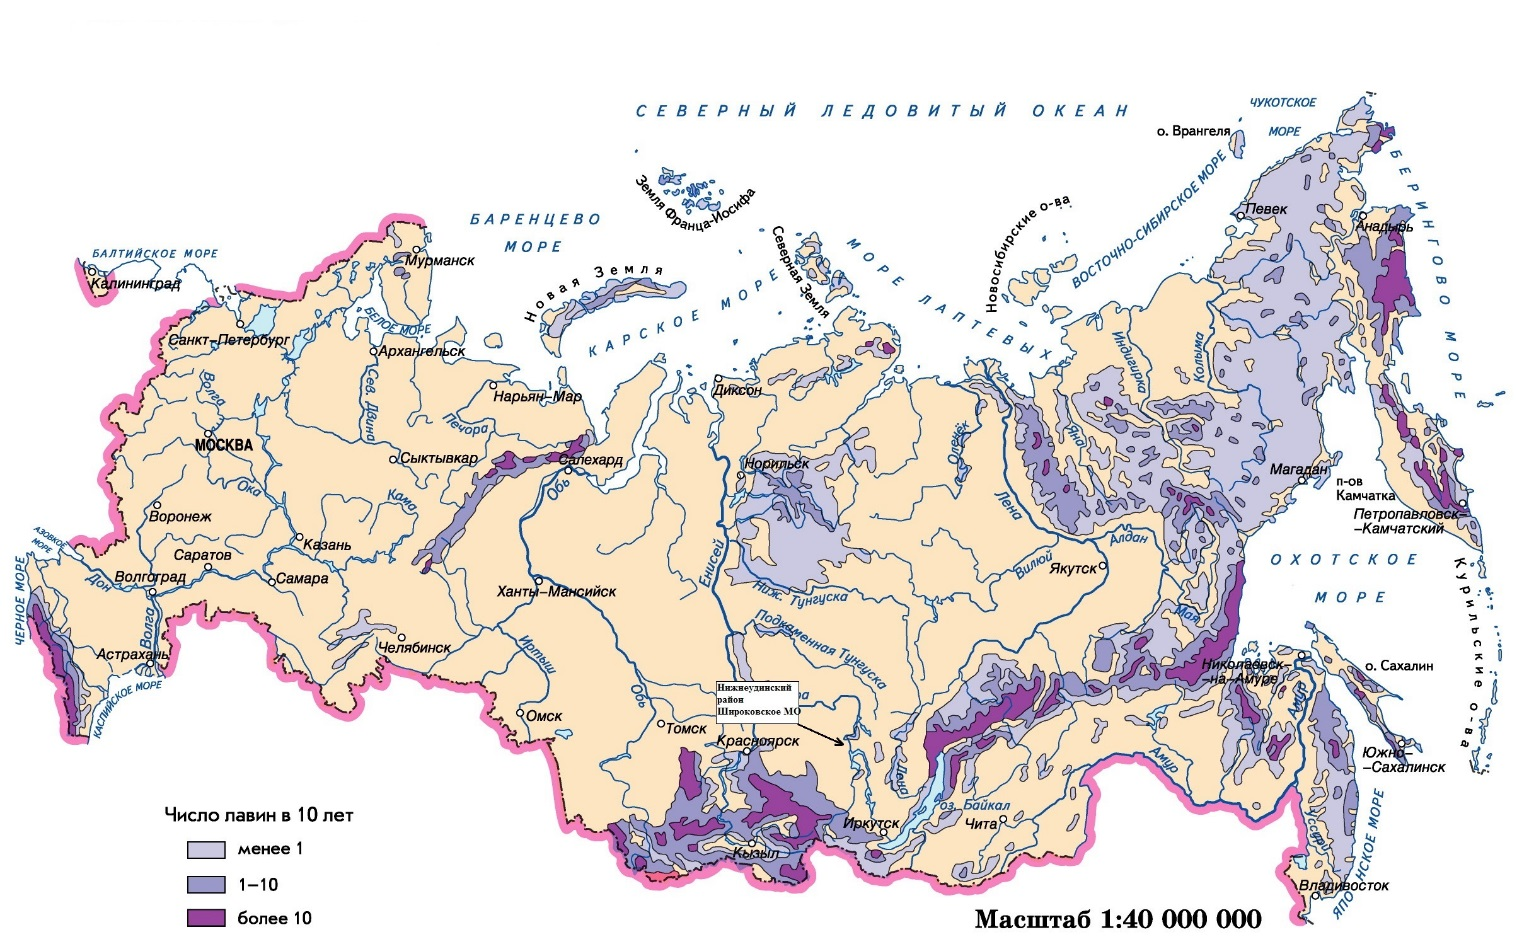 СЕВЕРНЫЙ ЛЕДОВИТЫЙ ОКЕАН
ЧУКОТСКОЕ
МОРЕ
о. Врангеля
БЕРИНГОВО МОРЕ
Земля Франца-Иосифа
БАРЕНЦЕВО
МОРЕ
Новая Земля
КАРСКОЕ МОРЕ
Северная Земля
МОРЕ ЛАПТЕВЫХ
Новосибирские о-ва
ВОСТОЧНО-СИБИРСКОЕ МОРЕ
Певек
Анадырь
БАЛТИЙСКОЕ МОРЕ
Калининград
Мурманск
БЕЛОЕ МОРЕ
Санкт-Петербург
Архангельск
Нарьян-Мар
Диксон
Индигирка
Колыма
Волга
Сев. Двина
Печора
МОСКВА
Сыктывкар
Салехард
Обь
Норильск
Оленек
Яна
Лена
Магадан
п-ов
Камчатка
Петропавловск-
-Камчатский
Ока
Кама
Воронеж
Казань
Саратов
Самара
Волгоград
АЗОВСКОЕ
МОРЕ
Дон
ЧЕРНОЕ МОРЕ
Волга
Астрахань
КАСПИЙСКОЕ МОРЕ
Челябинск
Ханты-Мансийск
Иртыш
Обь
Енисей
Ниж. Тунгуска
Подкаменная Тунгуска
Вилюй
Якутск
Алдан
Мая
ОХОТСКОЕ
МОРЕ
Курильские о-ва
Николаевск-
-на-Амуре
Амур
о. Сахалин
Южно-
-Сахалинск
Омск
Томск
Нижнеудинский
район
Широковское МО
Красноярск
Лена
оз. Байкал
Иркутск
Чита
Кызыл
Амур
Уссури
ЯПОНСКОЕ МОРЕ
Владивосток
Число лавин в 10 лет
менее 1
1–10
более 10
Масштаб 1:40 000 000